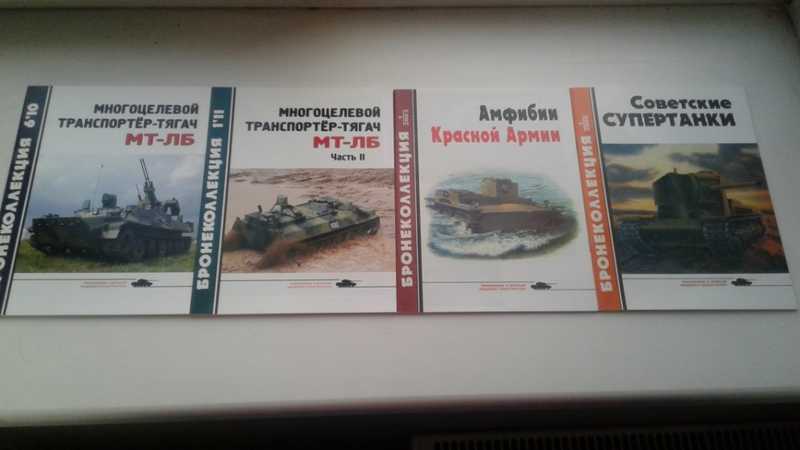 БРОНЕКОЛЛЕКЦИЯ 6'10
МНОГОЦЕЛЕВОЙ
ТРАНСПОРТЁР-ТЯГАЧ
МТ-ЛБ
БРОНЕКОЛЛЕКЦИЯ 1'11
МНОГОЦЕЛЕВОЙ
ТРАНСПОРТЁР-ТЯГАЧ
МТ-ЛБ
Часть II
БРОНЕКОЛЛЕКЦИЯ
Амфибии
Красной Армии
БРОНЕКОЛЛЕКЦИЯ
Советские
СУПЕРТАНКИ